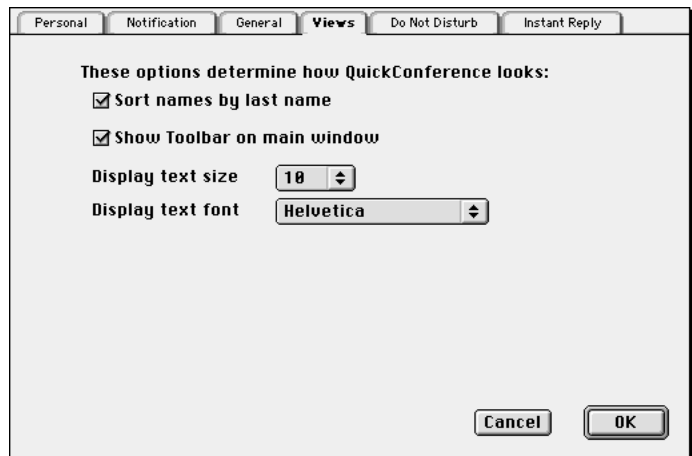 Personal Notification General Views Do Not Disturb Instant Reply
These options determine how QuickConference looks:
Sort names by last name
Show Toolbar on main window
Display text size 10
Display text font Helvetica
Cancel OK